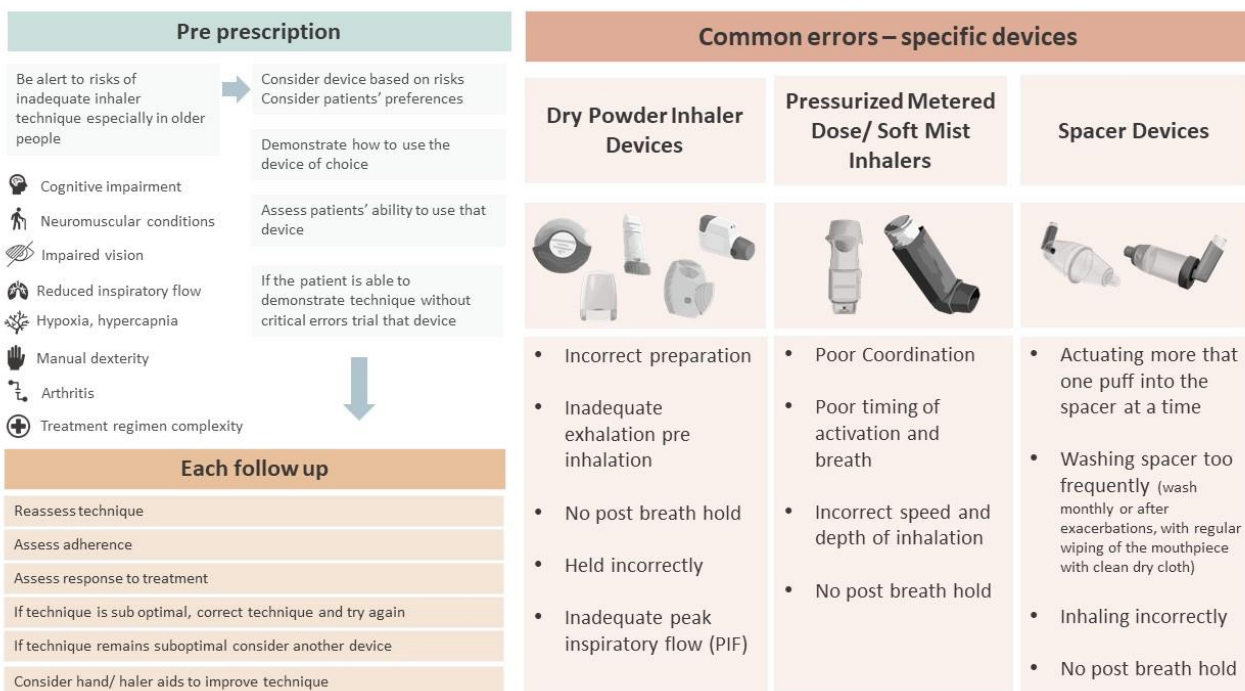 Pre prescription
Be alert to risks of
inadequate inhaler
technique especially in older
people
Cognitive impairment
Neuromuscular conditions
Impaired vision
Reduced inspiratory flow
Hypoxia, hypercapnia
Manual dexterity
Arthritis
Treatment regimen complexity
Consider device based on risks
Consider patients’ preferences
Demonstrate how to use the
device of choice
Assess patients’ ability to use that
device
If the patient is able to
demonstrate technique without
critical errors trial that device
Each follow up
Reassess technique
Assess adherence
Assess response to treatment
If technique is sub optimal, correct technique and try again
If technique remains suboptimal consider another device
Consider hand/ haler aids to improve technique
Common errors – specific devices
Dry Powder Inhaler
Devices
• Incorrect preparation
• Inadequate
exhalation pre
inhalation
• No post breath hold
• Held incorrectly
• Inadequate peak
inspiratory flow (PIF)
Pressurized Metered
Dose/ Soft Mist
Inhalers
• Poor Coordination
• Poor timing of
activation and
breath
• Incorrect speed and
depth of inhalation
• No post breath hold
Spacer Devices
• Actuating more that
one puff into the
spacer at a time
• Washing spacer too
frequently (wash
monthly or after
exacerbations, with regular
wiping of the mouthpiece
with clean dry cloth)
• Inhaling incorrectly
• No post breath hold